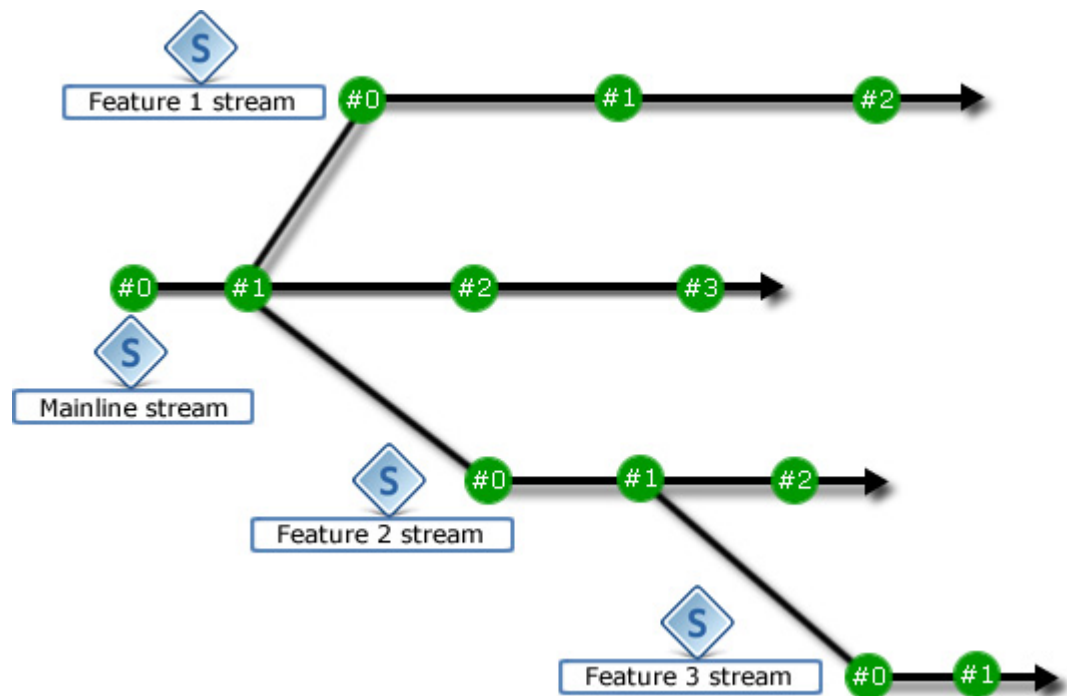 S
Feature 1 stream
#0
#1
#2
#0
#1
#2
#3
S
Mainline stream
S
Feature 2 stream
#0
#1
#2
S
Feature 3 stream
#0
#1